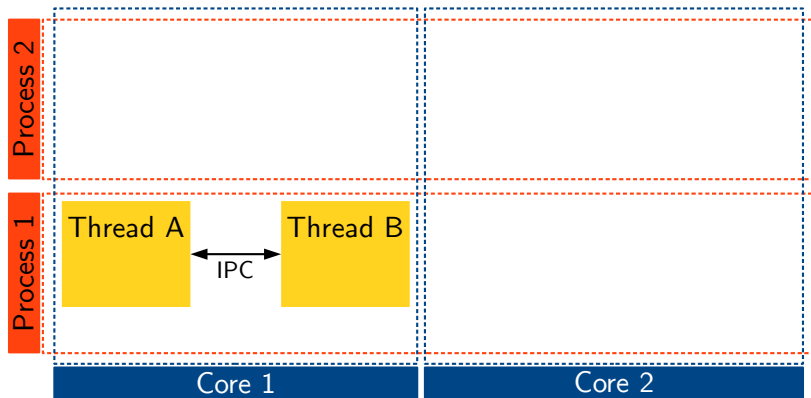 Process 2
Process 1
Thread A
IPC
Thread B
Core 1
Core 2